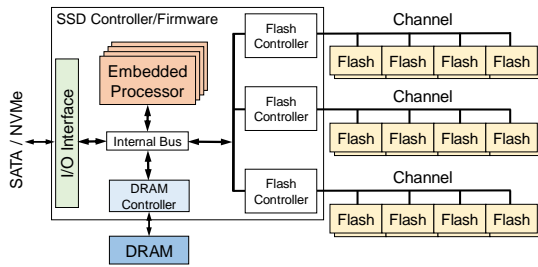 SSD Controller/Firmware
SATA / NVMe
I/O Interface
Embedded
Processor
Internal Bus
DRAM
Controller
DRAM
Flash
Controller
Channel
Flash Flash Flash Flash
Flash
Controller
Channel
Flash Flash Flash Flash
Flash
Controller
Channel
Flash Flash Flash Flash